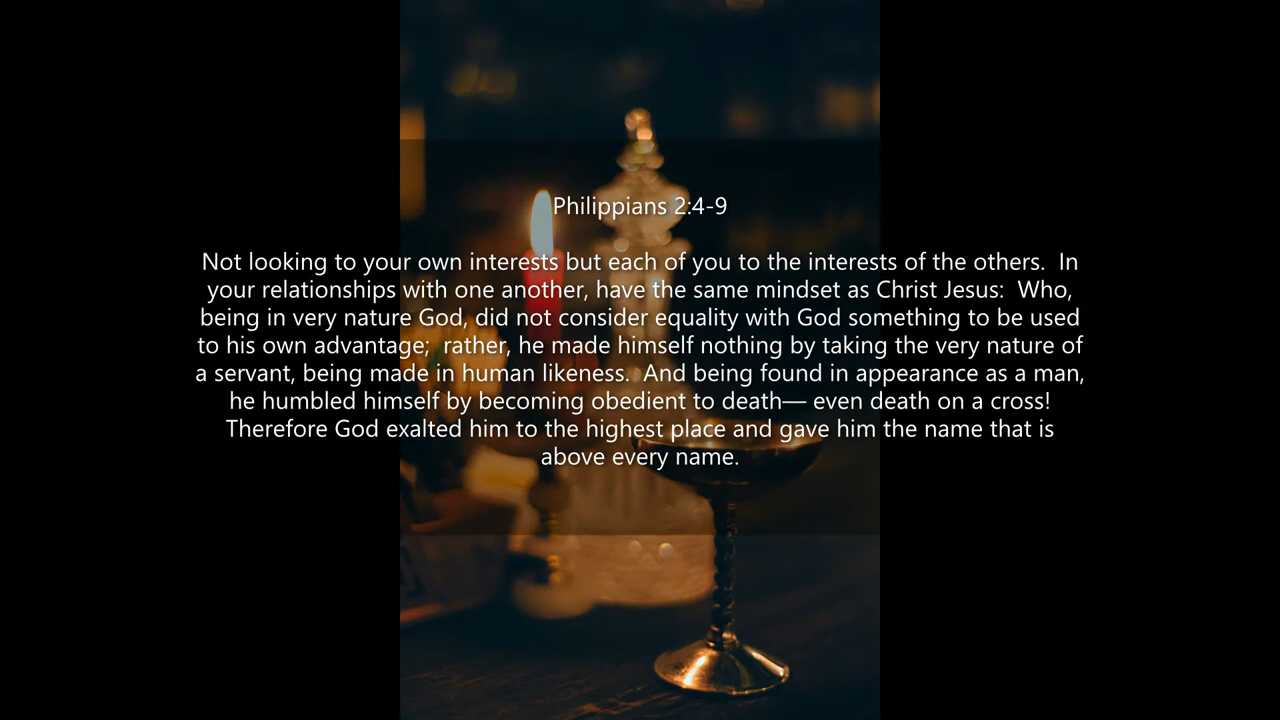 Philippians 2:4-9
Not looking to your own interests but each of you to the interests of the others.  In
your relationships with one another, have the same mindset as Christ Jesus:  Who,
being in very nature God, did not consider equality with God something to be used
to his own advantage;  rather, he made himself nothing by taking the very nature of
a servant, being made in human likeness.  And being found in appearance as a man,
he humbled himself by becoming obedient to death— even death on a cross!
Therefore God exalted him to the highest place and gave him the name that is
above every name.